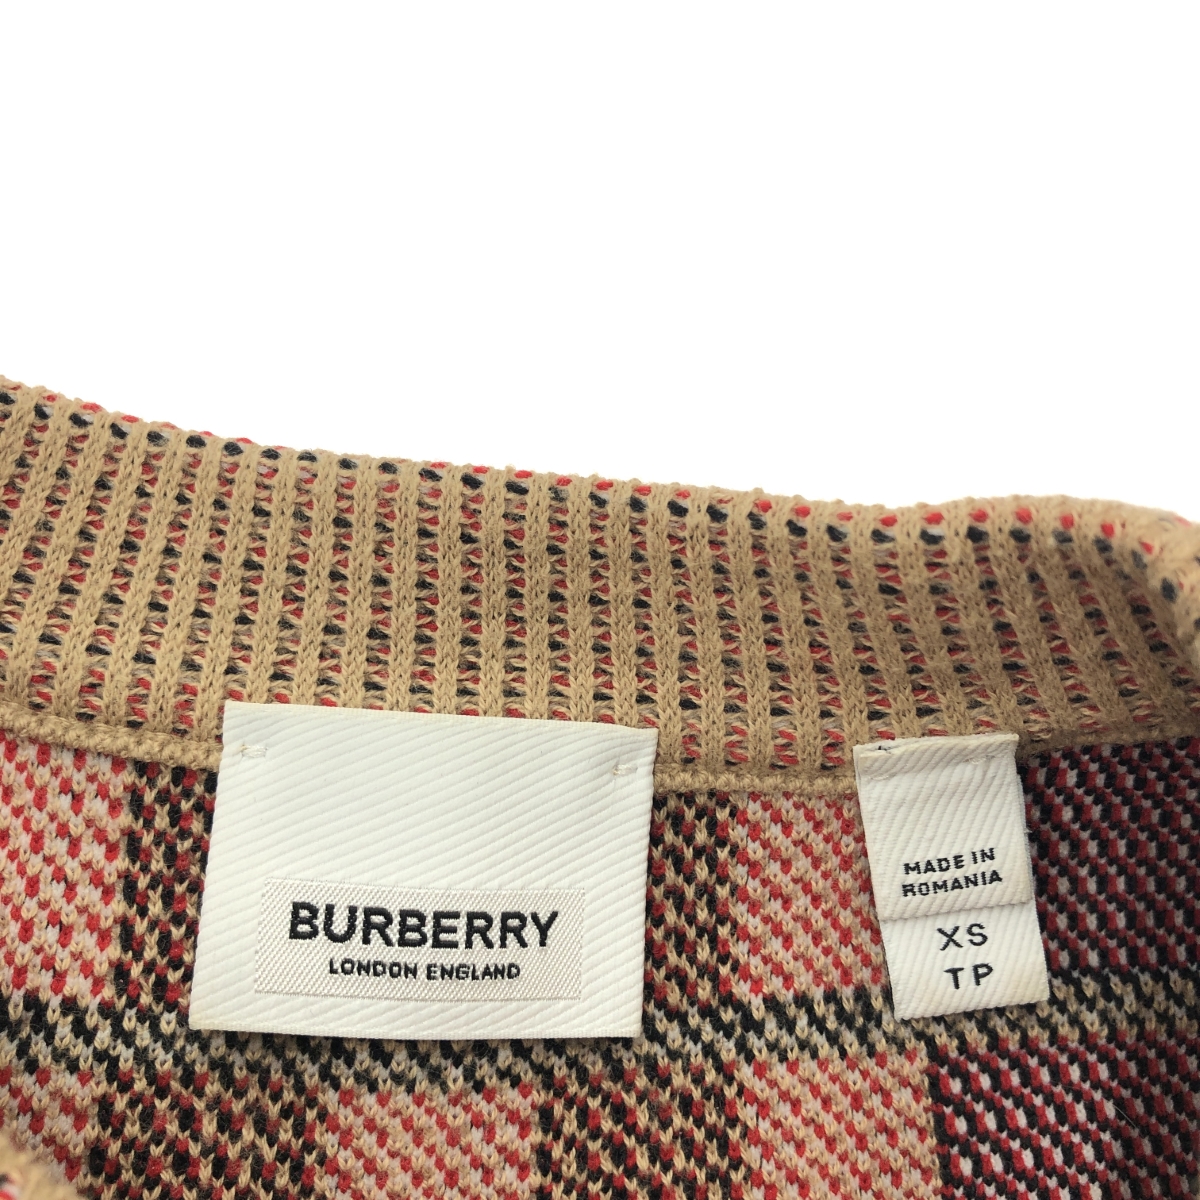 BURBERRY
LONDON ENGLAND
MADE IN
ROMANIA
XS
TP